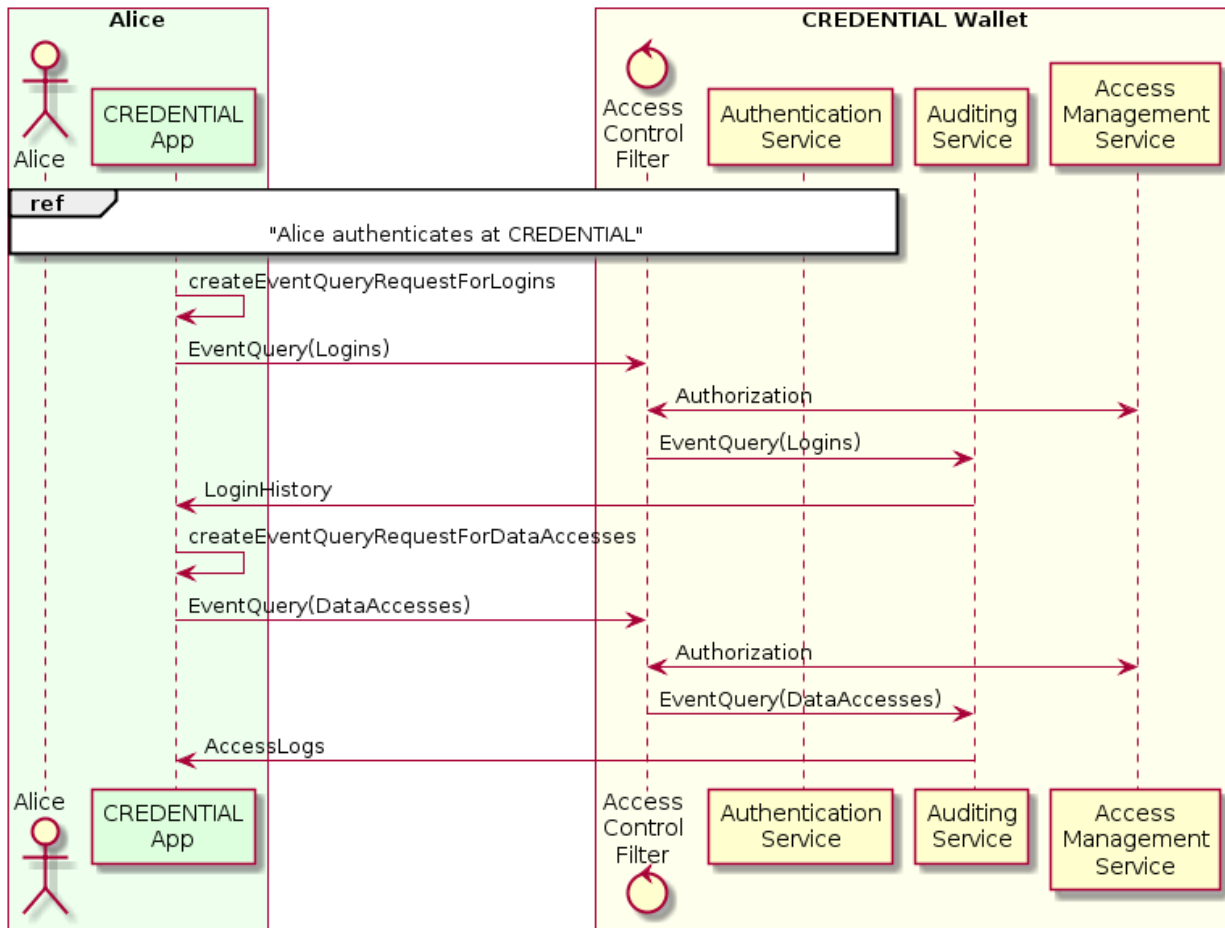 Alice
CREDENTIAL Wallet
Alice
CREDENTIAL
App
Access
Control
Filter
Authentication
Service
Auditing
Service
Access
Management
Service
ref
"Alice authenticates at CREDENTIAL"
createEventQueryRequestForLogins
EventQuery(Logins)
Authorization
EventQuery(Logins)
LoginHistory
createEventQueryRequestForDataAccesses
EventQuery(DataAccesses)
Authorization
EventQuery(DataAccesses)
AccessLogs
Alice
CREDENTIAL
App
Access
Control
Filter
Authentication
Service
Auditing
Service
Access
Management
Service